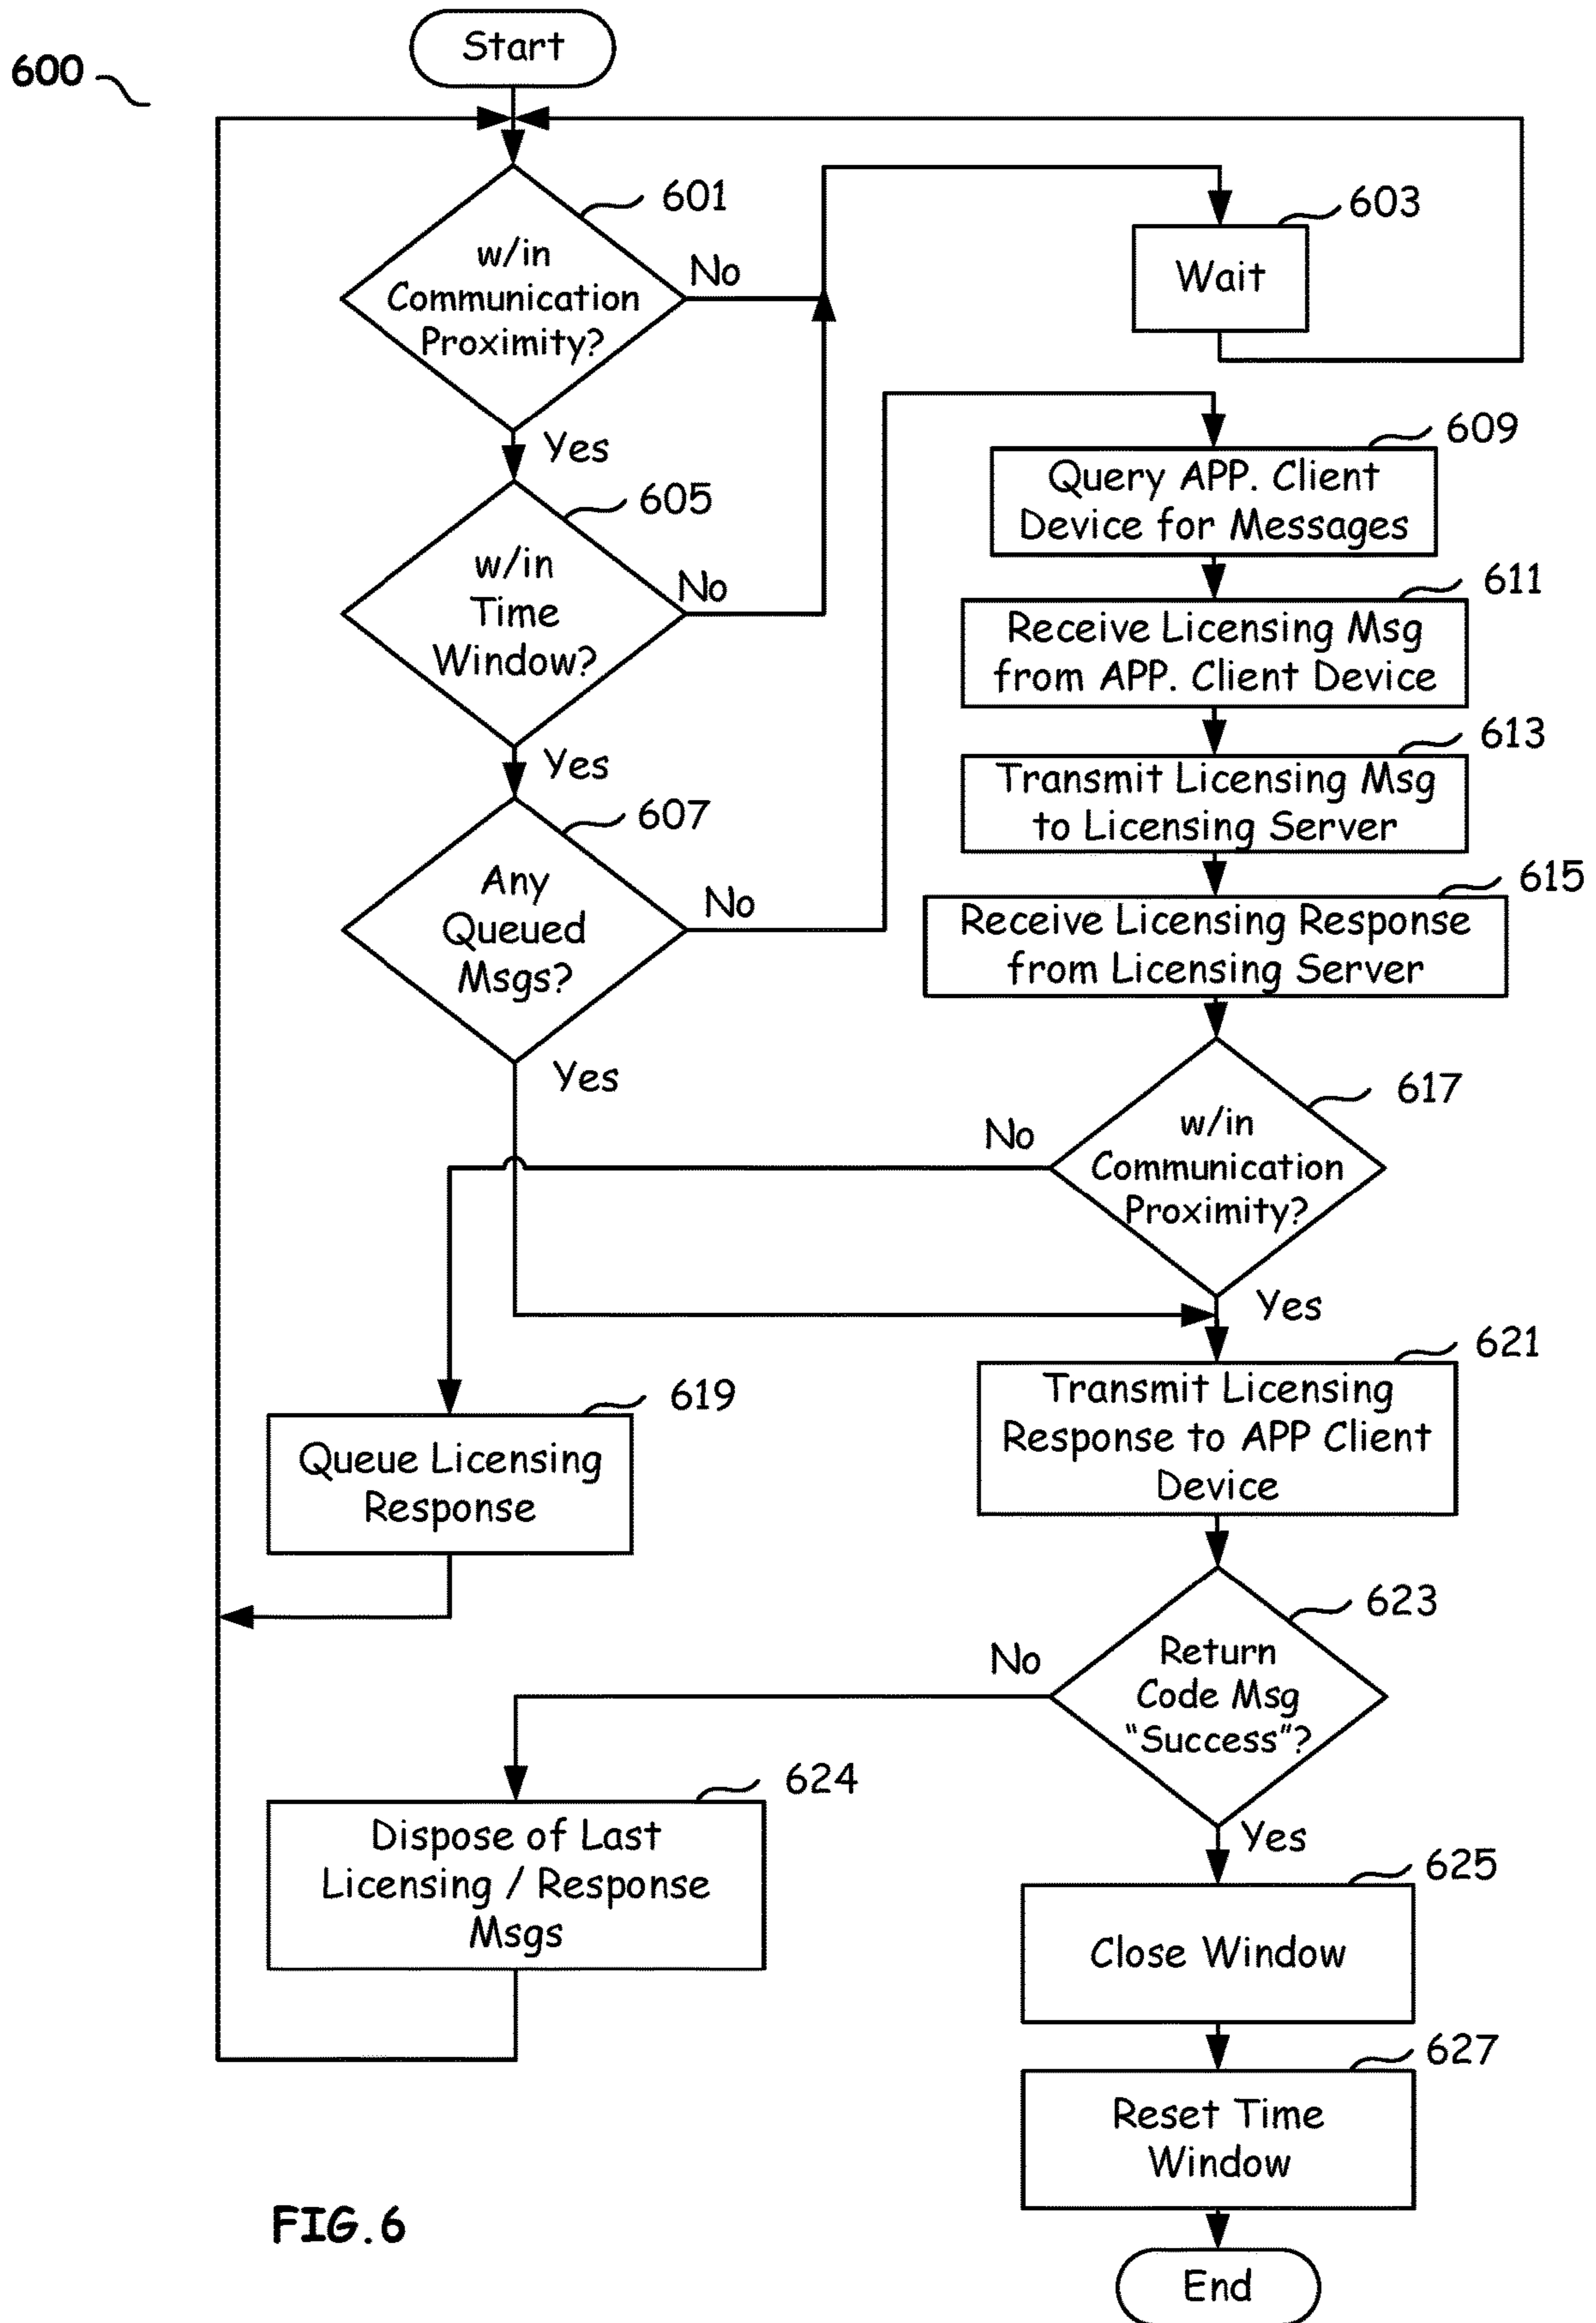 Start
600
601
w/in
Communication
Proximity?
No
Yes
603
Wait
605
w/in
Time
Window?
No
Yes
607
Any
Queued
Msgs?
No
Yes
609
Query APP. Client
Device for Messages
611
Receive Licensing Msg
from APP. Client Device
613
Transmit Licensing Msg
to Licensing Server
615
Receive Licensing Response
from Licensing Server
617
w/in
Communication
Proximity?
No
Yes
619
Queue Licensing
Response
621
Transmit Licensing
Response to APP Client
Device
623
Return
Code Msg
“Success”?
No
Yes
624
Dispose of Last
Licensing / Response
Msgs
625
Close Window
627
Reset Time
Window
End
FIG.6